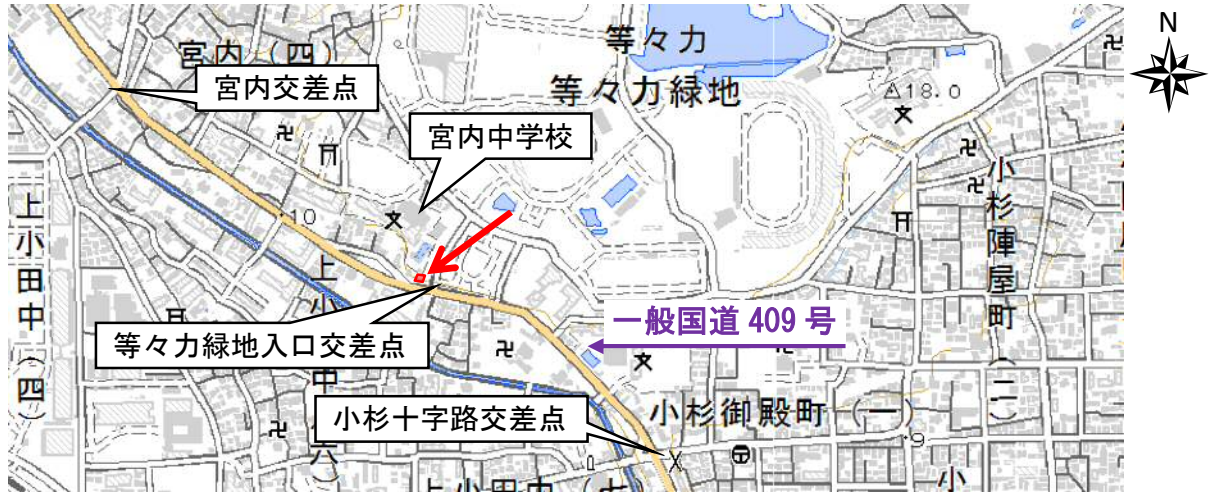 N
等々力
宮内(四)
宮内交差点
等々力緑地
18.0
宮内中学校
小杉陣屋町(二)
10
上小田中(四)
一般国道 409 号
等々力緑地入口交差点
小杉御殿町(一)
小杉十字路交差点
9
小